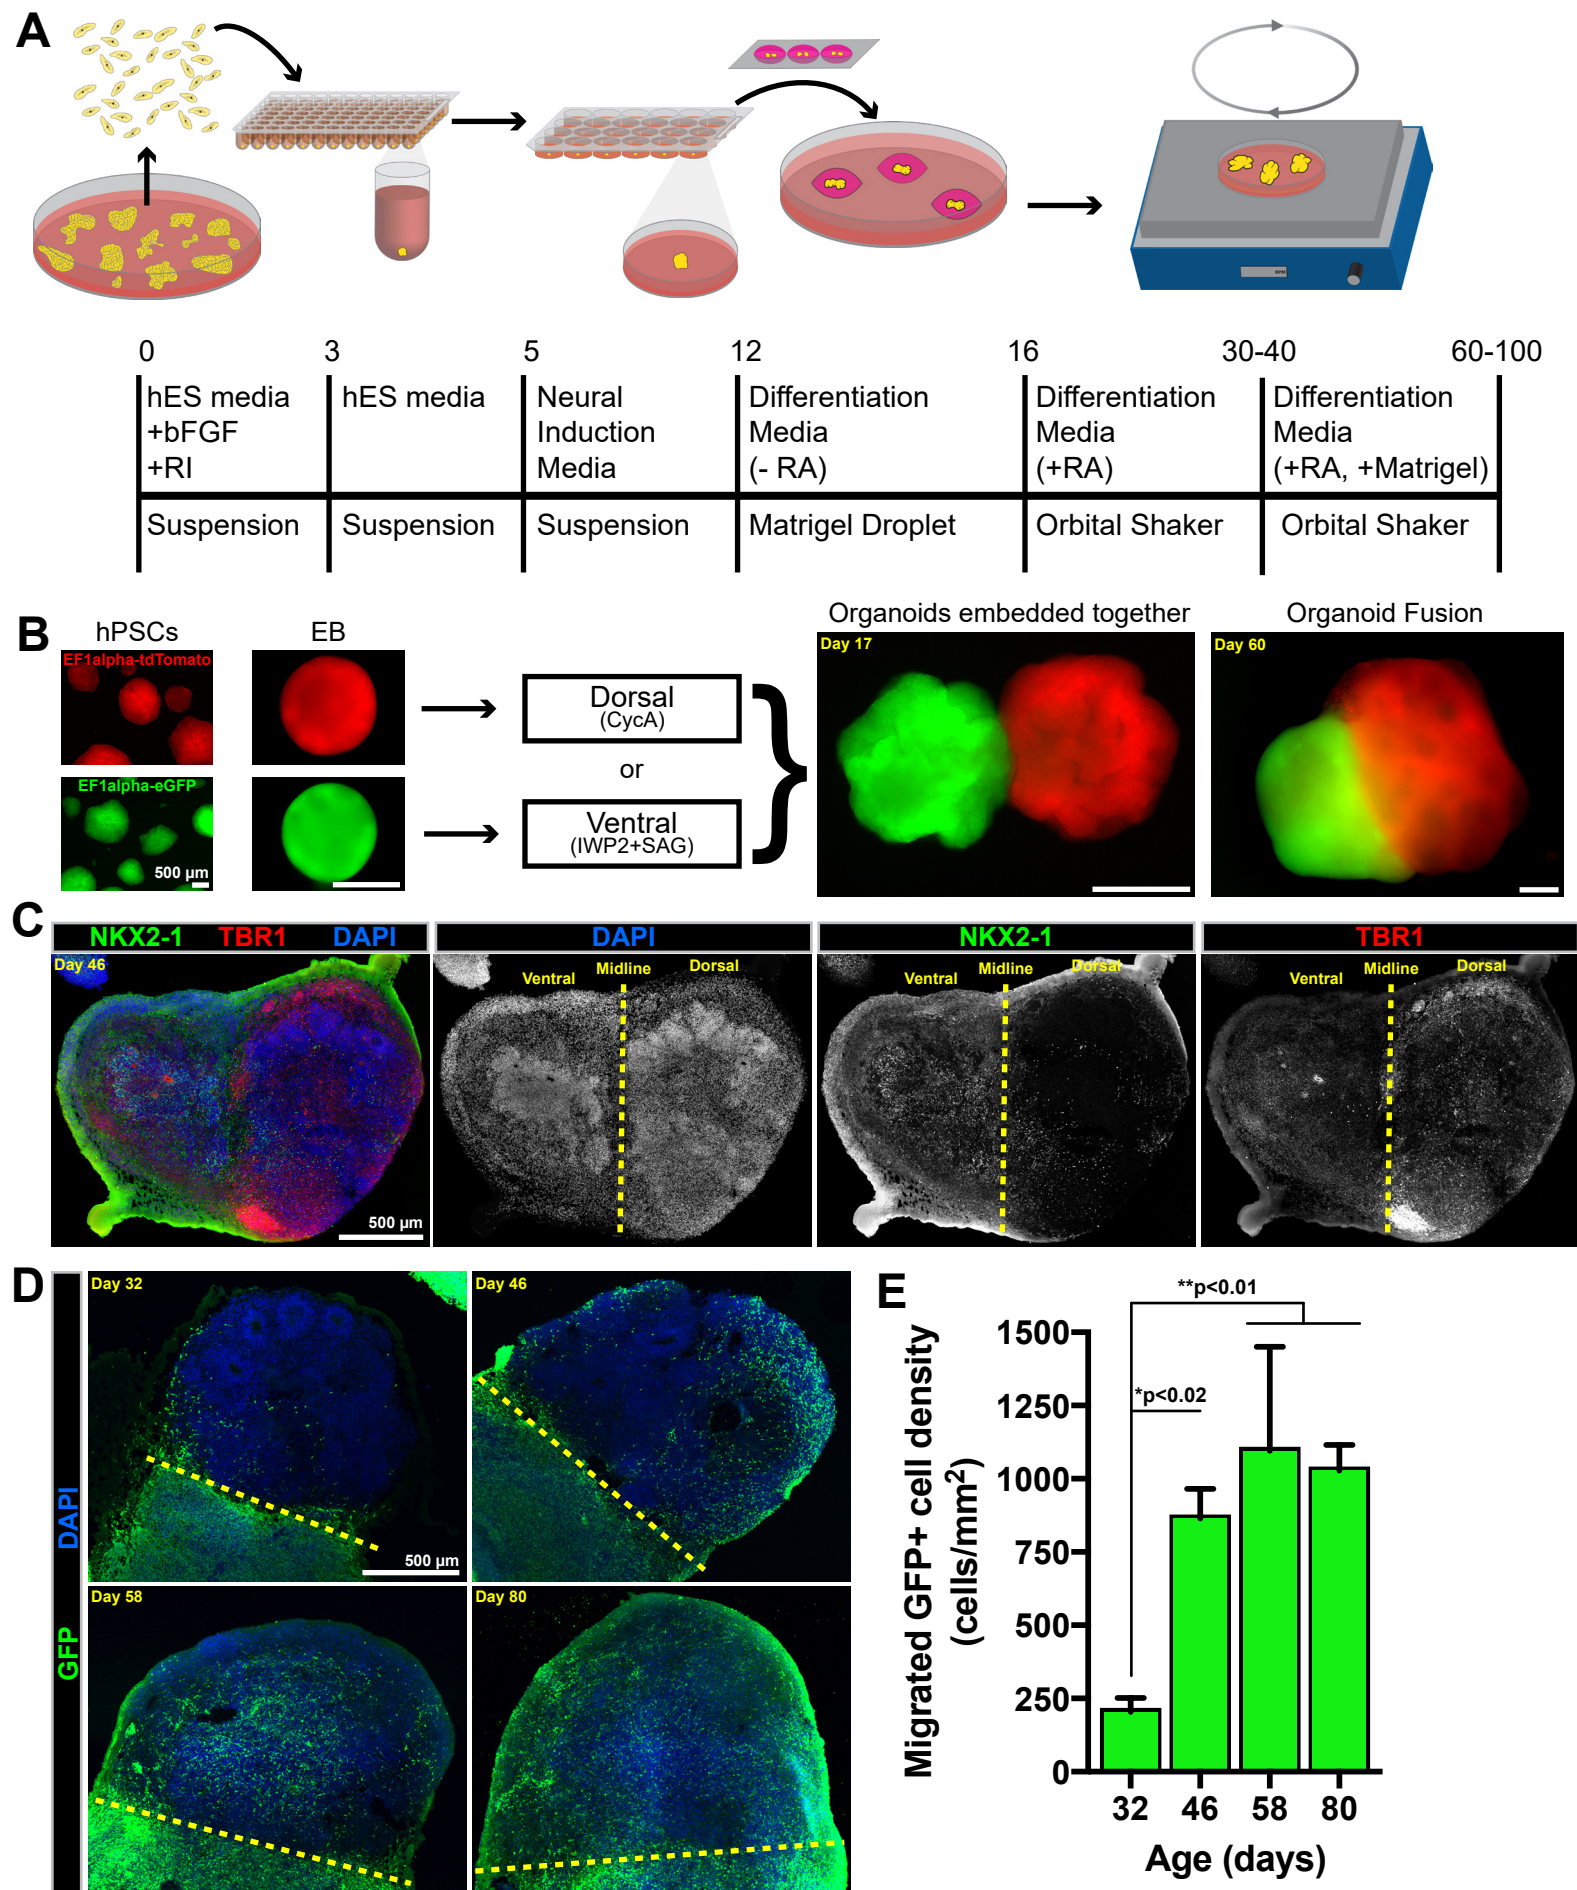 A
RPM
0 3 5 12 16 30-40 60-100
hES media
+bFGF
+RI
hES media
Neural
Induction
Media
Differentiation
Media
(- RA)
Differentiation
Media
(+RA)
Differentiation
Media
(+RA, +Matrigel)
Suspension
Suspension
Suspension
Matrigel Droplet
Orbital Shaker
Orbital Shaker
B
hPSCs
EB
Organoids embedded together
Organoid Fusion
EF1alpha-tdTomato
EF1alpha-eGFP
500 µm
Dorsal
(CycA)
or
Ventral
(IWP2+SAG)
}
Day 17
Day 60
C
NKX2-1 TBR1 DAPI
DAPI
NKX2-1
TBR1
Day 46
500 µm
Ventral Midline Dorsal
Ventral Midline Dorsal
Ventral Midline Dorsal
D
GFP DAPI
Day 32
500 µm
Day 46
Day 58
Day 80
E
**p<0.01
*p<0.02
Migrated GFP+ cell density
(cells/mm²)
1500
1250
1000
750
500
250
0
32 46 58 80
Age (days)